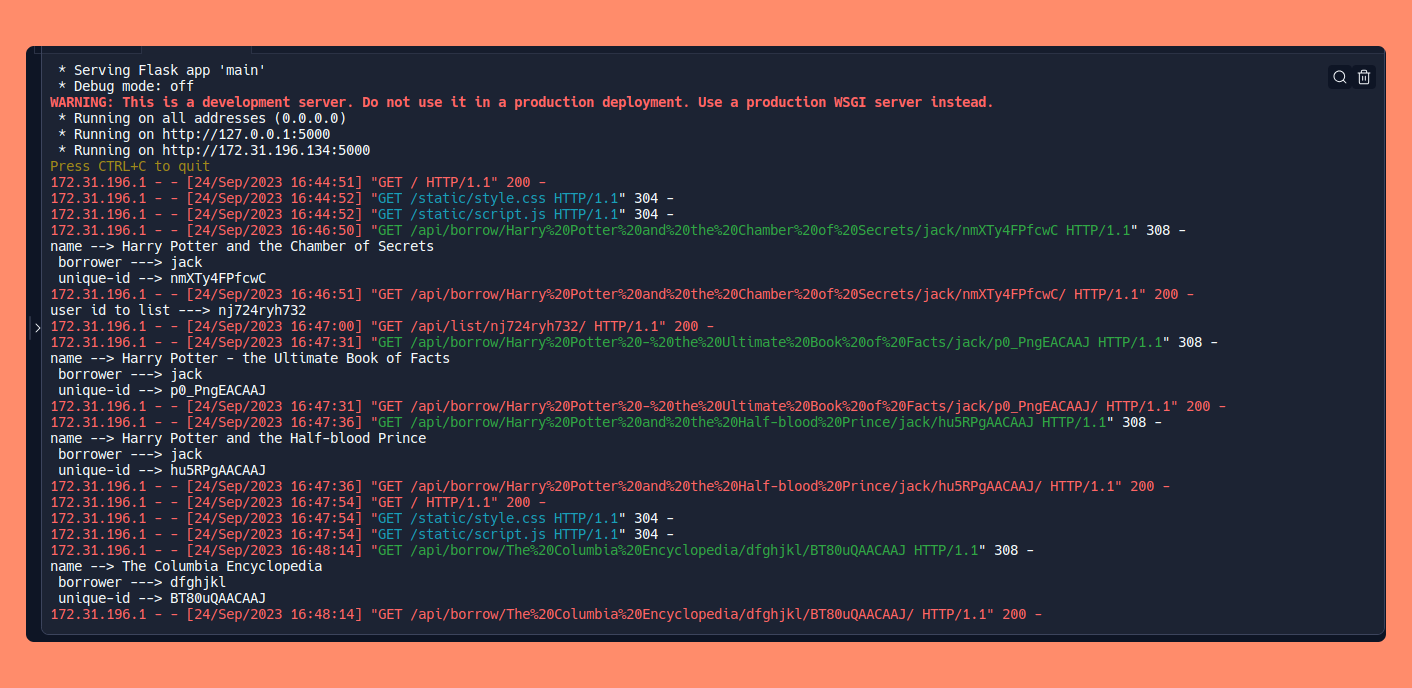 * Serving Flask app 'main'
* Debug mode: off
WARNING: This is a development server. Do not use it in a production deployment. Use a production WSGI server instead.
* Running on all addresses (0.0.0.0)
* Running on http://127.0.0.1:5000
* Running on http://172.31.196.134:5000
Press CTRL+C to quit
172.31.196.1 - - [24/Sep/2023 16:44:51] "GET / HTTP/1.1" 200 -
172.31.196.1 - - [24/Sep/2023 16:44:52] "GET /static/style.css HTTP/1.1" 304 -
172.31.196.1 - - [24/Sep/2023 16:44:52] "GET /static/script.js HTTP/1.1" 304 -
172.31.196.1 - - [24/Sep/2023 16:46:50] "GET /api/borrow/Harry%20Potter%20and%20the%20Chamber%20of%20Secrets/jack/nmXTy4FPfcwC HTTP/1.1" 308 -
name --> Harry Potter and the Chamber of Secrets
borrower ---> jack
unique-id --> nmXTy4FPfcwC
172.31.196.1 - - [24/Sep/2023 16:46:51] "GET /api/borrow/Harry%20Potter%20and%20the%20Chamber%20of%20Secrets/jack/nmXTy4FPfcwC/ HTTP/1.1" 200 -
user id to list ---> nj724ryh732
172.31.196.1 - - [24/Sep/2023 16:47:00] "GET /api/list/nj724ryh732/ HTTP/1.1" 200 -
172.31.196.1 - - [24/Sep/2023 16:47:31] "GET /api/borrow/Harry%20Potter%20-%20the%20Ultimate%20Book%20of%20Facts/jack/p0_PngEACAAJ HTTP/1.1" 308 -
name --> Harry Potter - the Ultimate Book of Facts
borrower ---> jack
unique-id --> p0_PngEACAAJ
172.31.196.1 - - [24/Sep/2023 16:47:31] "GET /api/borrow/Harry%20Potter%20-%20the%20Ultimate%20Book%20of%20Facts/jack/p0_PngEACAAJ/ HTTP/1.1" 200 -
172.31.196.1 - - [24/Sep/2023 16:47:36] "GET /api/borrow/Harry%20Potter%20and%20the%20Half-blood%20Prince/jack/hu5RPgAACAAJ HTTP/1.1" 308 -
name --> Harry Potter and the Half-blood Prince
borrower ---> jack
unique-id --> hu5RPgAACAAJ
172.31.196.1 - - [24/Sep/2023 16:47:36] "GET /api/borrow/Harry%20Potter%20and%20the%20Half-blood%20Prince/jack/hu5RPgAACAAJ/ HTTP/1.1" 200 -
172.31.196.1 - - [24/Sep/2023 16:47:54] "GET / HTTP/1.1" 200 -
172.31.196.1 - - [24/Sep/2023 16:47:54] "GET /static/style.css HTTP/1.1" 304 -
172.31.196.1 - - [24/Sep/2023 16:47:54] "GET /static/script.js HTTP/1.1" 304 -
172.31.196.1 - - [24/Sep/2023 16:48:14] "GET /api/borrow/The%20Columbia%20Encyclopedia/dfghjkl/BT80uQAACAAJ HTTP/1.1" 308 -
name --> The Columbia Encyclopedia
borrower ---> dfghjkl
unique-id --> BT80uQAACAAJ
172.31.196.1 - - [24/Sep/2023 16:48:14] "GET /api/borrow/The%20Columbia%20Encyclopedia/dfghjkl/BT80uQAACAAJ/ HTTP/1.1" 200 -